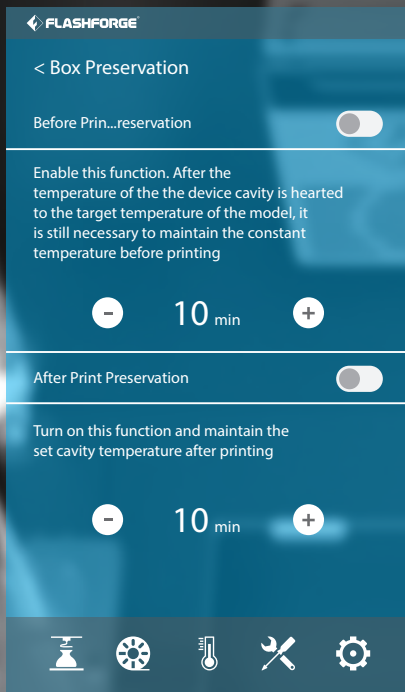 FLASHFORGE
< Box Preservation
Before Prin...reservation
Enable this function. After the
temperature of the the device cavity is hearted
to the target temperature of the model, it
is still necessary to maintain the constant
temperature before printing
- 10 min +
After Print Preservation
Turn on this function and maintain the
set cavity temperature after printing
- 10 min +